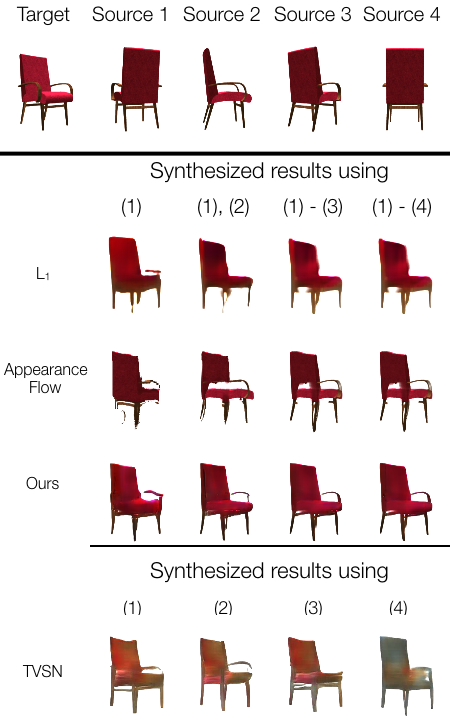 Target Source 1 Source 2 Source 3 Source 4
Synthesized results using
(1) (1), (2) (1) - (3) (1) - (4)
L₁
Appearance
Flow
Ours
Synthesized results using
(1) (2) (3) (4)
TVSN